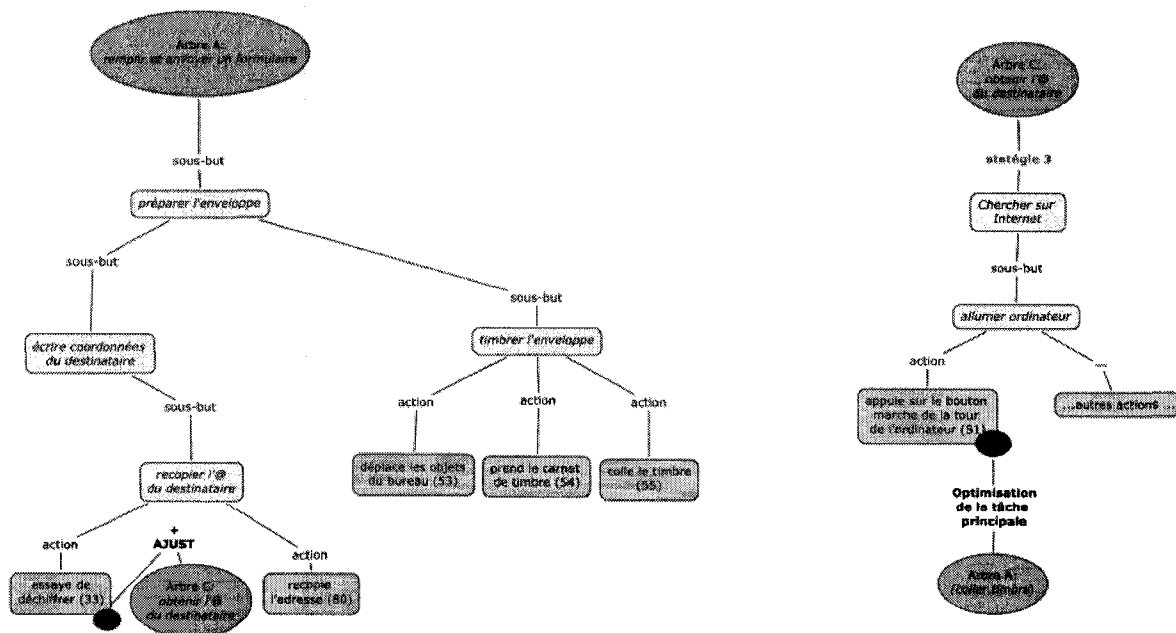 Arbre A:
remplir et envoyer un formulaire
sous-but
préparer l'enveloppe
sous-but
écrire coordonnées
du destinataire
sous-but
recopier l'@
du destinataire
action
essaye de
déchiffrer (33)
+
AJUST
Arbre C:
obtenir l'@
du destinataire
action
recopie
l'adresse (80)
sous-but
timbrer l'enveloppe
action
déplace les objets
du bureau (53)
action
prend le carnet
de timbre (54)
action
colle le timbre
(55)
Arbre C:
obtenir l'@
du destinataire
statégie 3
Chercher sur
Internet
sous-but
allumer ordinateur
action
appuie sur le bouton
marche de la tour
de l'ordinateur (51)
...autres actions ...
Optimisation
de la tâche
principale
Arbre A:
(coller timbre)